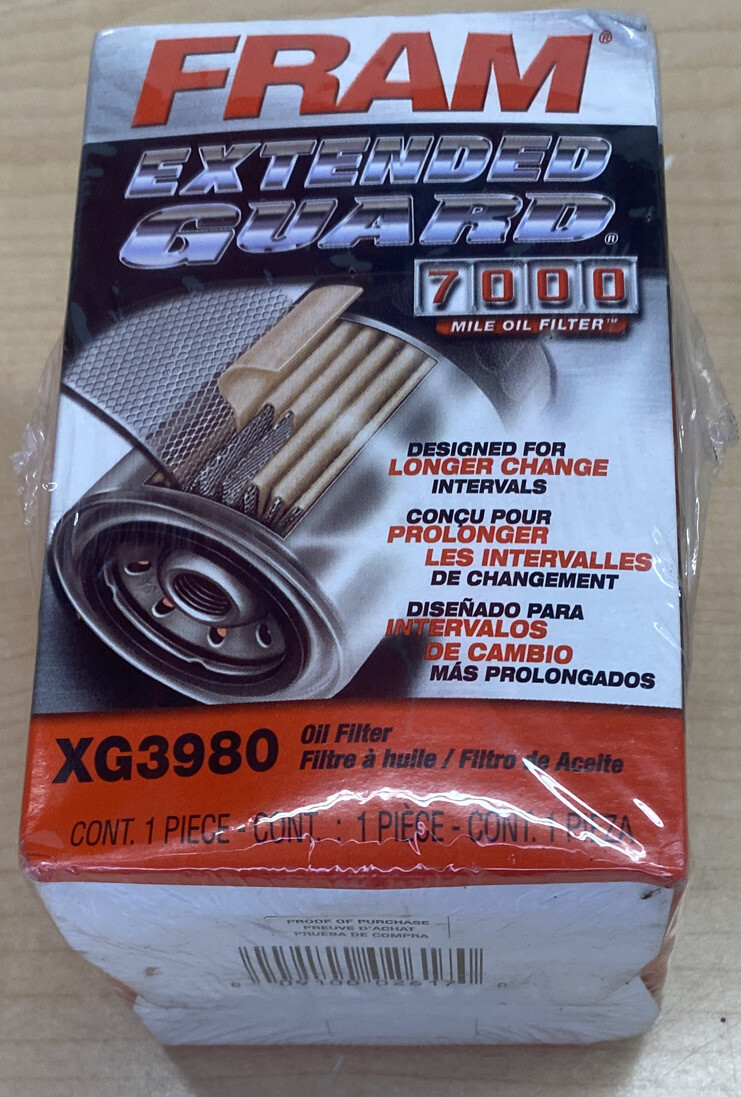 FRAM®
EXTENDED
GUARD®
7000
MILE OIL FILTER™
DESIGNED FOR
LONGER CHANGE
INTERVALS
CONÇU POUR
PROLONGER
LES INTERVALLES
DE CHANGEMENT
DISEÑADO PARA
INTERVALOS
DE CAMBIO
MÁS PROLONGADOS
XG3980
Oil Filter
Filtre à huile / Filtro de Aceite
CONT. 1 PIECE - CONT. : 1 PIÈCE - CONT. 1 PIEZA
PROOF OF PURCHASE
PREUVE D'ACHAT
PRUEBA DE COMPRA